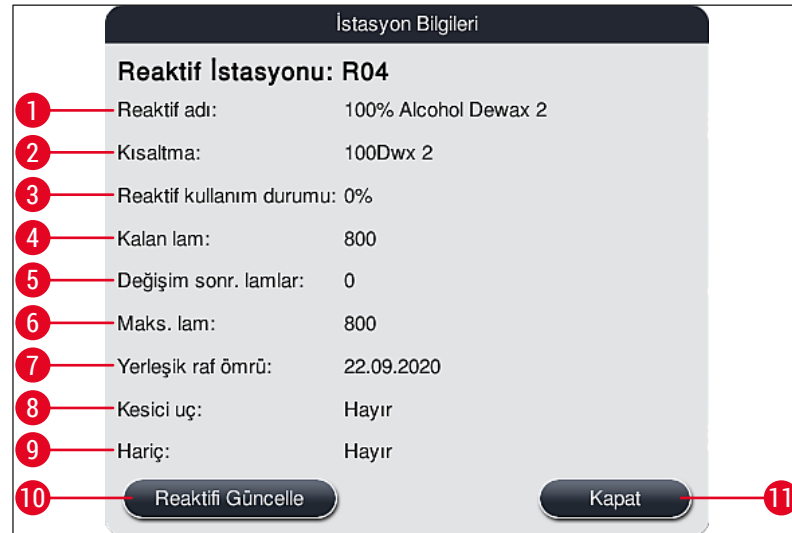 İstasyon Bilgileri
Reaktif İstasyonu: R04
1 Reaktif adı: 100% Alcohol Dewax 2
2 Kısaltma: 100Dwx 2
3 Reaktif kullanım durumu: 0%
4 Kalan lam: 800
5 Değişim sonr. lamlar: 0
6 Maks. lam: 800
7 Yerleşik raf ömrü: 22.09.2020
8 Kesici uç: Hayır
9 Hariç: Hayır
10 Reaktifi Güncelle Kapat 11